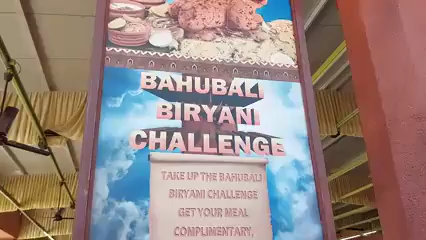 BAHUBALI
BIRYANI
CHALLENGE
TAKE UP THE BAHUBALI
BIRYANI CHALLENGE
GET YOUR MEAL
COMPLIMENTARY.